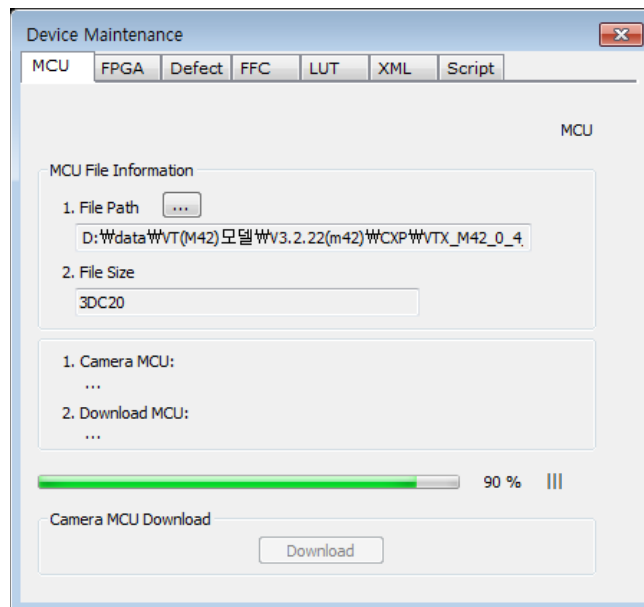 Device Maintenance
MCU FPGA Defect FFC LUT XML Script
MCU
MCU File Information
1. File Path ...
D:₩data₩VT(M42)모델₩V3.2.22(m42)₩CXP₩VTX_M42_0_4_
2. File Size
3DC20
1. Camera MCU:
...
2. Download MCU:
...
90 %
Camera MCU Download
Download